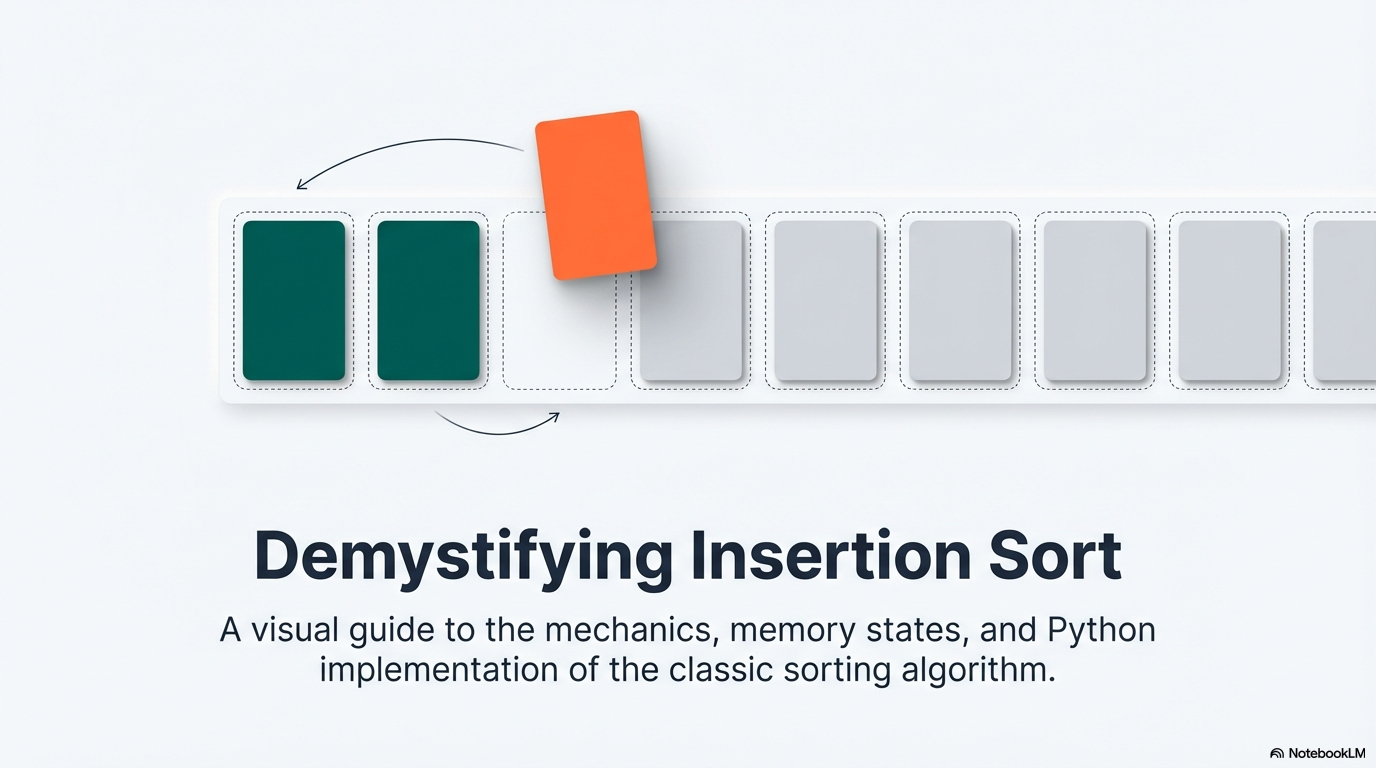 Demystifying Insertion Sort
A visual guide to the mechanics, memory states, and Python
implementation of the classic sorting algorithm.
NotebookLM